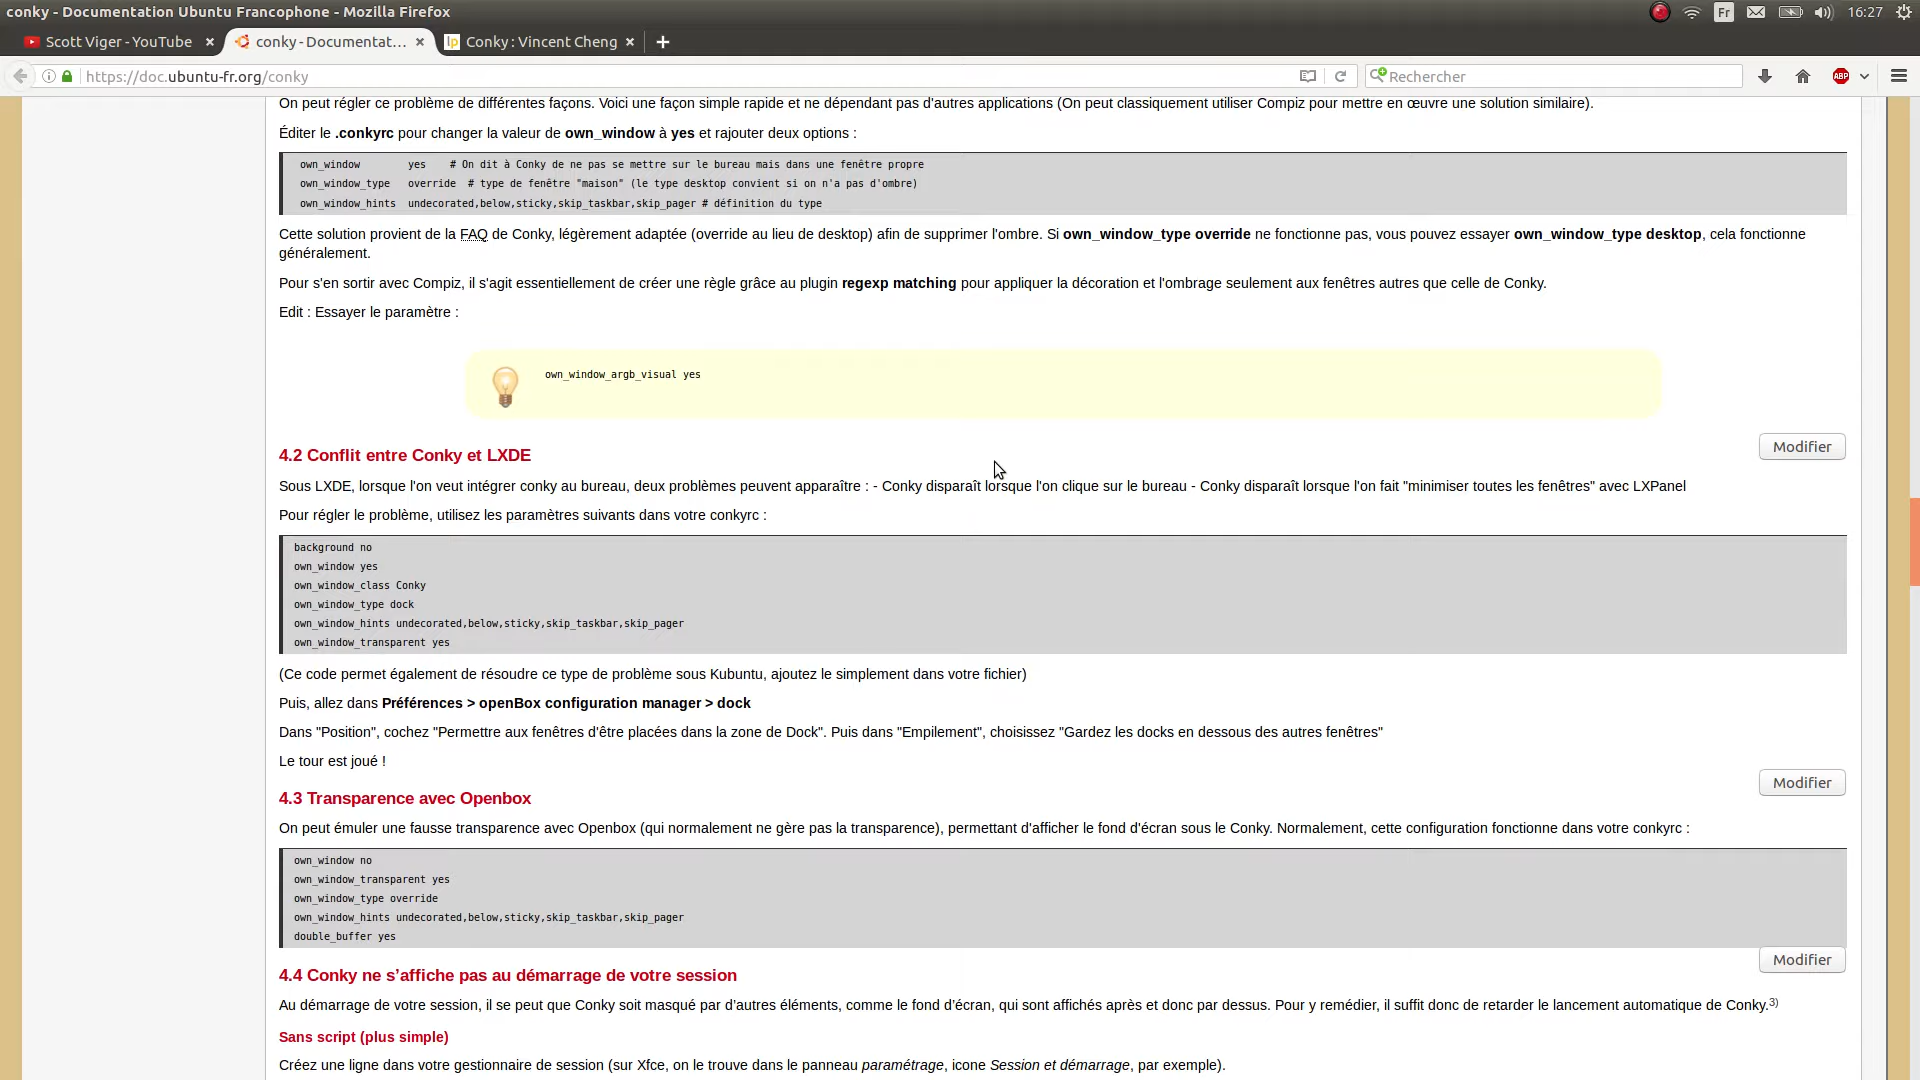 conky - Documentation Ubuntu Francophone - Mozilla Firefox
Fr
16:27
Scott Viger - YouTube
conky - Documentat…
lp
Conky : Vincent Cheng
https://doc.ubuntu-fr.org/conky
Rechercher
ABP
On peut régler ce problème de différentes façons. Voici une façon simple rapide et ne dépendant pas d'autres applications (On peut classiquement utiliser Compiz pour mettre en œuvre une solution similaire).
Éditer le .conkyrc pour changer la valeur de own_window à yes et rajouter deux options :
own_window        yes    # On dit à Conky de ne pas se mettre sur le bureau mais dans une fenêtre propre
own_window_type   override  # type de fenêtre "maison" (le type desktop convient si on n'a pas d'ombre)
own_window_hints  undecorated,below,sticky,skip_taskbar,skip_pager # définition du type
Cette solution provient de la FAQ de Conky, légèrement adaptée (override au lieu de desktop) afin de supprimer l'ombre. Si own_window_type override ne fonctionne pas, vous pouvez essayer own_window_type desktop, cela fonctionne
généralement.
Pour s'en sortir avec Compiz, il s'agit essentiellement de créer une règle grâce au plugin regexp matching pour appliquer la décoration et l'ombrage seulement aux fenêtres autres que celle de Conky.
Edit : Essayer le paramètre :
own_window_argb_visual yes
4.2 Conflit entre Conky et LXDE
Modifier
Sous LXDE, lorsque l'on veut intégrer conky au bureau, deux problèmes peuvent apparaître : - Conky disparaît lorsque l'on clique sur le bureau - Conky disparaît lorsque l'on fait "minimiser toutes les fenêtres" avec LXPanel
Pour régler le problème, utilisez les paramètres suivants dans votre conkyrc :
background no
own_window yes
own_window_class Conky
own_window_type dock
own_window_hints undecorated,below,sticky,skip_taskbar,skip_pager
own_window_transparent yes
(Ce code permet également de résoudre ce type de problème sous Kubuntu, ajoutez le simplement dans votre fichier)
Puis, allez dans Préférences > openBox configuration manager > dock
Dans "Position", cochez "Permettre aux fenêtres d'être placées dans la zone de Dock". Puis dans "Empilement", choisissez "Gardez les docks en dessous des autres fenêtres"
Le tour est joué !
Modifier
4.3 Transparence avec Openbox
On peut émuler une fausse transparence avec Openbox (qui normalement ne gère pas la transparence), permettant d'afficher le fond d'écran sous le Conky. Normalement, cette configuration fonctionne dans votre conkyrc :
own_window no
own_window_transparent yes
own_window_type override
own_window_hints undecorated,below,sticky,skip_taskbar,skip_pager
double_buffer yes
Modifier
4.4 Conky ne s'affiche pas au démarrage de votre session
Au démarrage de votre session, il se peut que Conky soit masqué par d'autres éléments, comme le fond d'écran, qui sont affichés après et donc par dessus. Pour y remédier, il suffit donc de retarder le lancement automatique de Conky.3)
Sans script (plus simple)
Créez une ligne dans votre gestionnaire de session (sur Xfce, on le trouve dans le panneau paramétrage, icone Session et démarrage, par exemple).